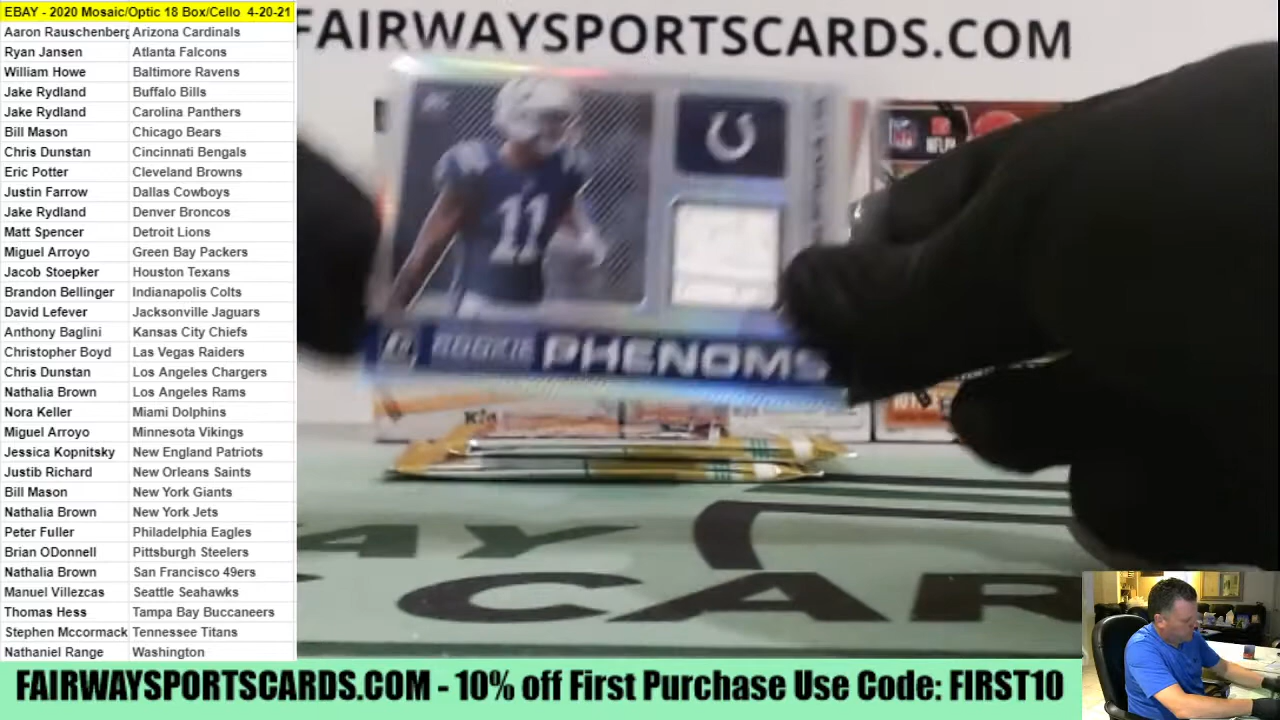 EBAY - 2020 Mosaic/Optic 18 Box/Cello 4-20-21
Aaron Rauschenberg Arizona Cardinals
Ryan Jansen Atlanta Falcons
William Howe Baltimore Ravens
Jake Rydland Buffalo Bills
Jake Rydland Carolina Panthers
Bill Mason Chicago Bears
Chris Dunstan Cincinnati Bengals
Eric Potter Cleveland Browns
Justin Farrow Dallas Cowboys
Jake Rydland Denver Broncos
Matt Spencer Detroit Lions
Miguel Arroyo Green Bay Packers
Jacob Stoepker Houston Texans
Brandon Bellinger Indianapolis Colts
David Lefever Jacksonville Jaguars
Anthony Baglini Kansas City Chiefs
Christopher Boyd Las Vegas Raiders
Chris Dunstan Los Angeles Chargers
Nathalia Brown Los Angeles Rams
Nora Keller Miami Dolphins
Miguel Arroyo Minnesota Vikings
Jessica Kopnitsky New England Patriots
Justib Richard New Orleans Saints
Bill Mason New York Giants
Nathalia Brown New York Jets
Peter Fuller Philadelphia Eagles
Brian ODonnell Pittsburgh Steelers
Nathalia Brown San Francisco 49ers
Manuel Villezcas Seattle Seahawks
Thomas Hess Tampa Bay Buccaneers
Stephen Mccormack Tennessee Titans
Nathaniel Range Washington
FAIRWAYSPORTSCARDS.COM
NFL
11
ROOKIE PHENOMS
AY
CAR
FAIRWAYSPORTSCARDS.COM - 10% off First Purchase Use Code: FIRST10